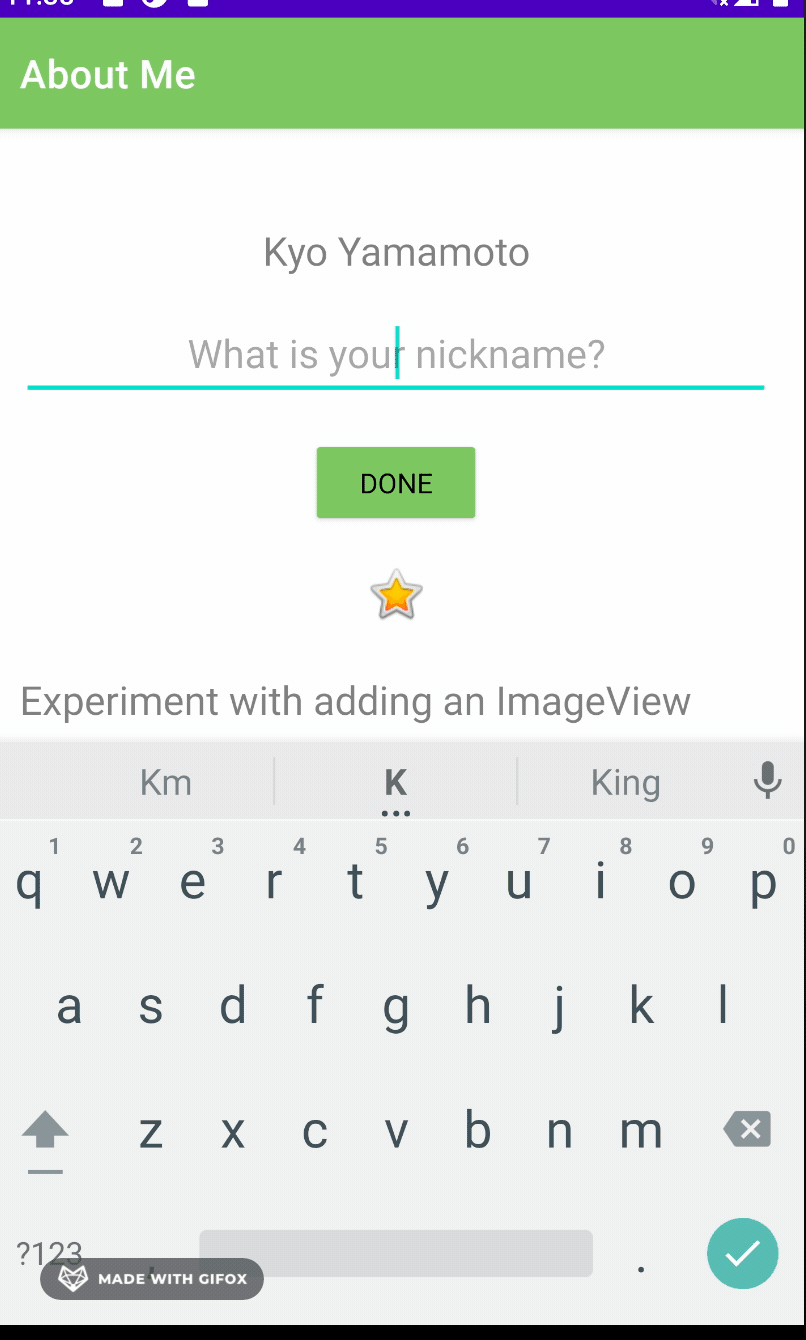 About Me
Kyo Yamamoto
What is your nickname?
DONE
Experiment with adding an ImageView
Km K King
1 2 3 4 5 6 7 8 9 0
q w e r t y u i o p
a s d f g h j k l
z x c v b n m
?123 , .
MADE WITH GIFOX